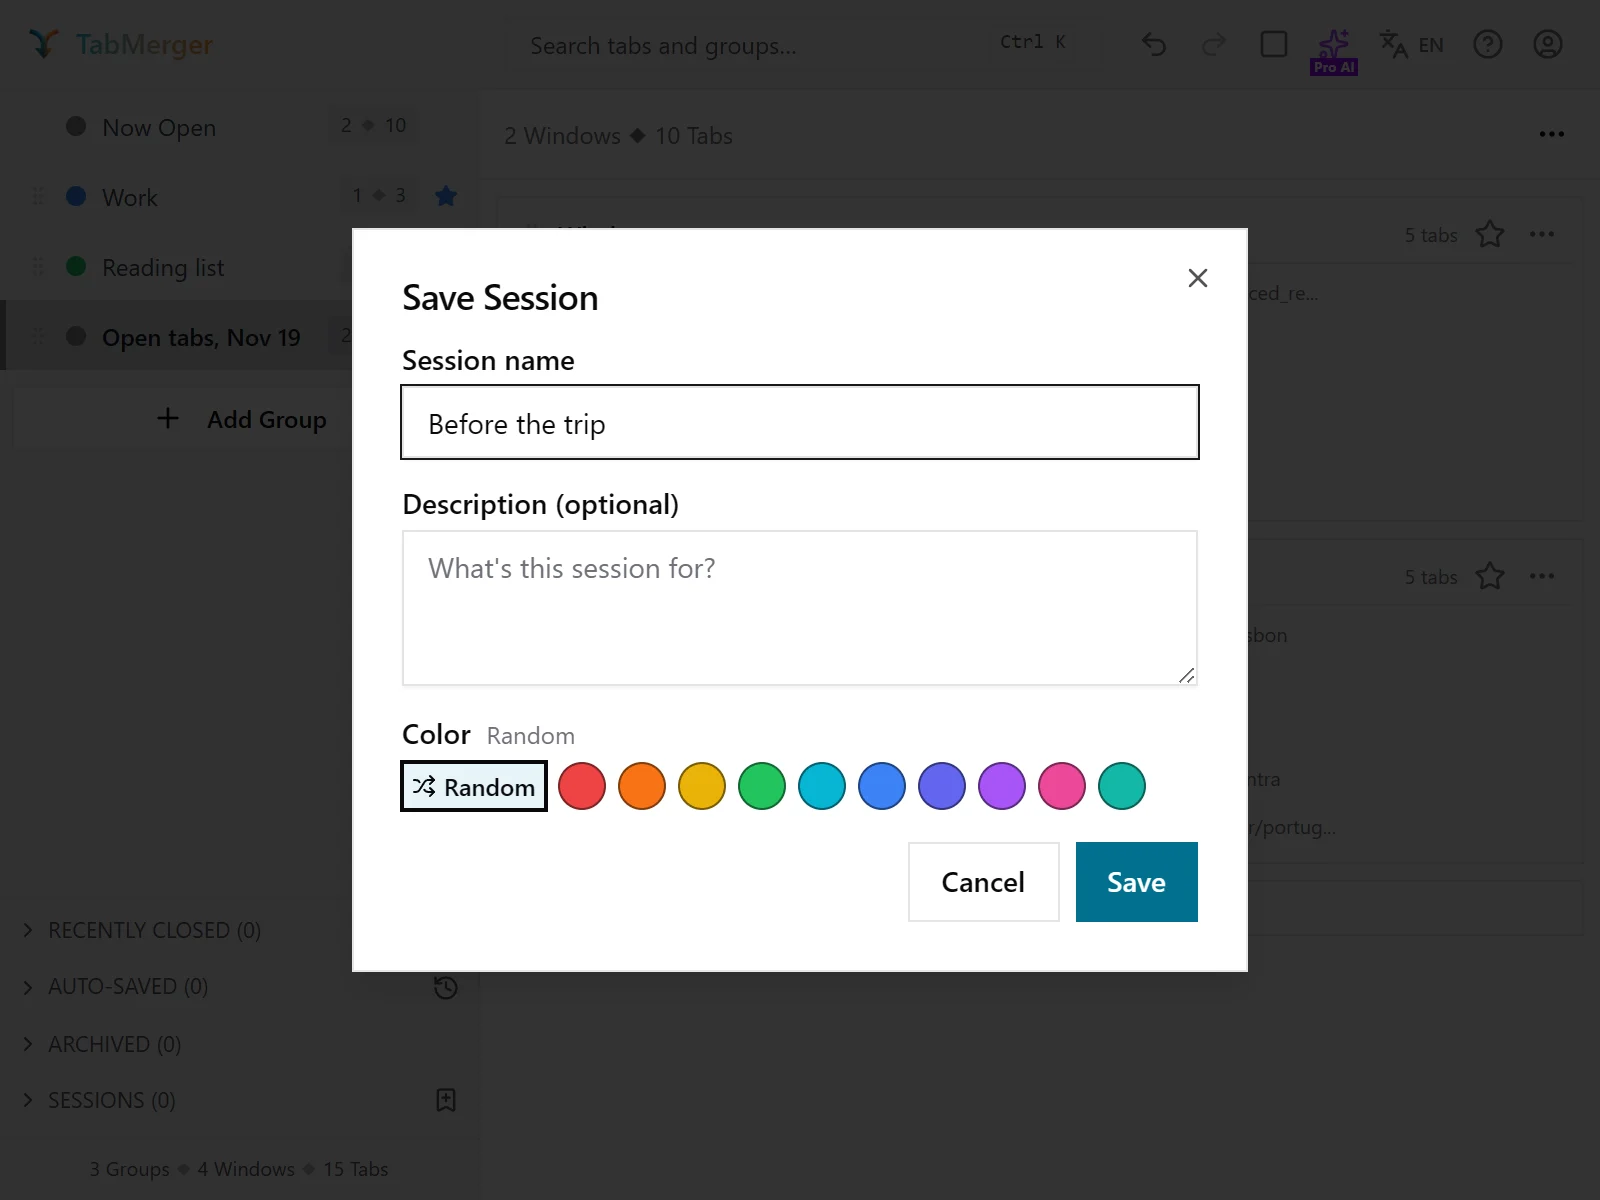 TabMerger
Search tabs and groups...
Ctrl K
Pro AI
EN
Now Open
2 ◆ 10
Work
1 ◆ 3
Reading list
Open tabs, Nov 19
2
Add Group
2 Windows ◆ 10 Tabs
5 tabs
ced_re...
5 tabs
sbon
ntra
r/portug...
Save Session
Session name
Before the trip
Description (optional)
What's this session for?
Color Random
Random
Cancel
Save
RECENTLY CLOSED (0)
AUTO-SAVED (0)
ARCHIVED (0)
SESSIONS (0)
3 Groups ◆ 4 Windows ◆ 15 Tabs